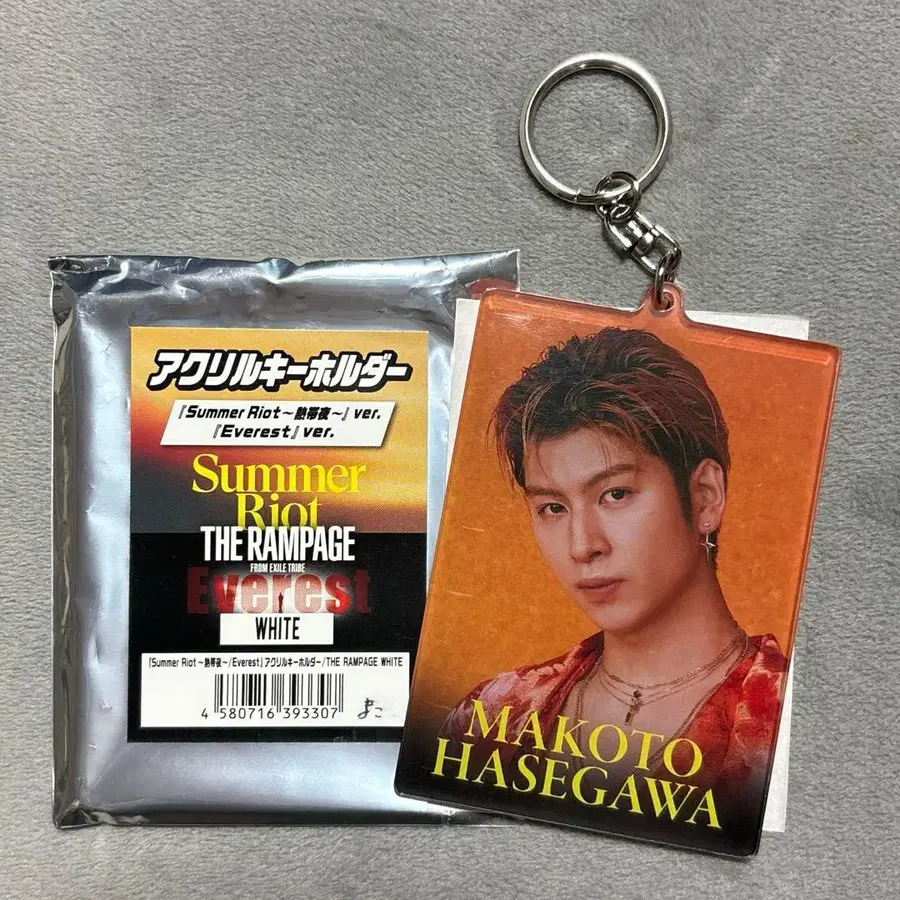 アクリルキーホルダー
『Summer Riot～熱帯夜～』ver.
『Everest』ver.
Summer
Riot
THE RAMPAGE
FROM EXILE TRIBE
Everest
WHITE
『Summer Riot～熱帯夜～/Everest』アクリルキーホルダー/THE RAMPAGE WHITE
4 580716 393307
まこ
MAKOTO
HASEGAWA